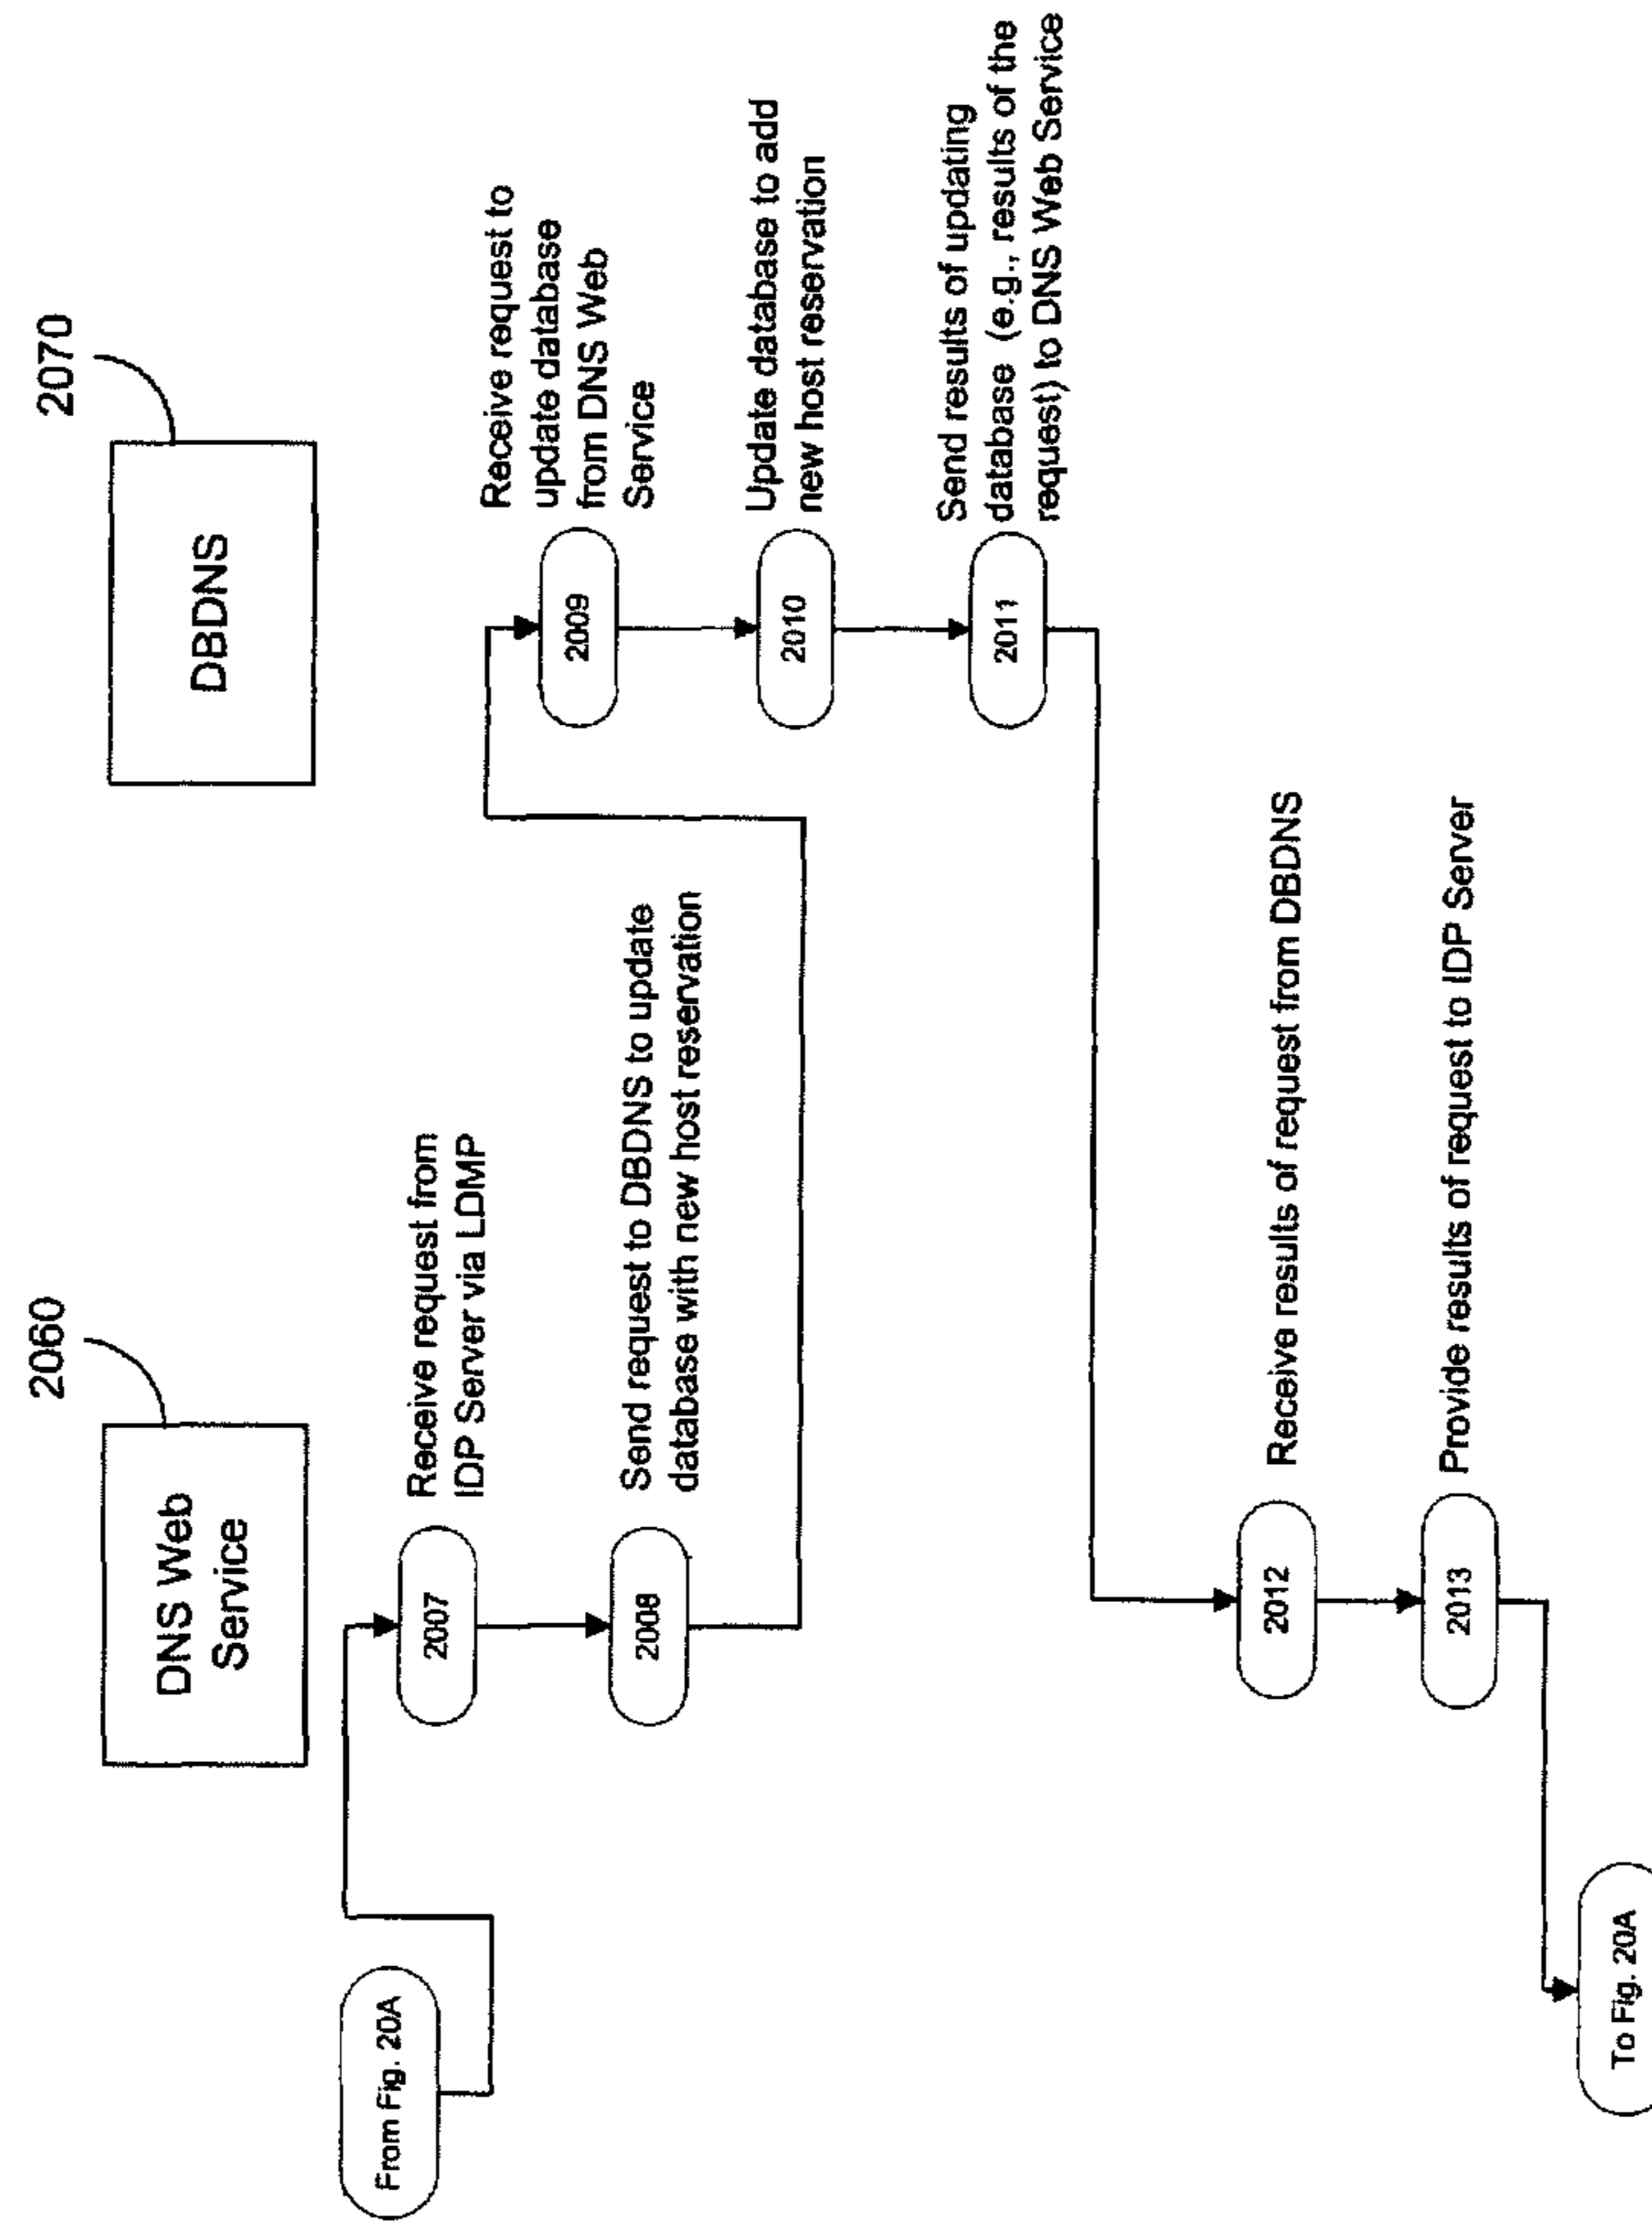 2060
DNS Web
Service
2070
DBDNS
From Fig. 20A
2007
Receive request from
IDP Server via LDMP
2008
Send request to DBDNS to update
database with new host reservation
2009
Receive request to
update database
from DNS Web
Service
2010
Update database to add
new host reservation
2011
Send results of updating
database (e.g., results of the
request) to DNS Web Service
2012
Receive results of request from DBDNS
2013
Provide results of request to IDP Server
To Fig. 20A